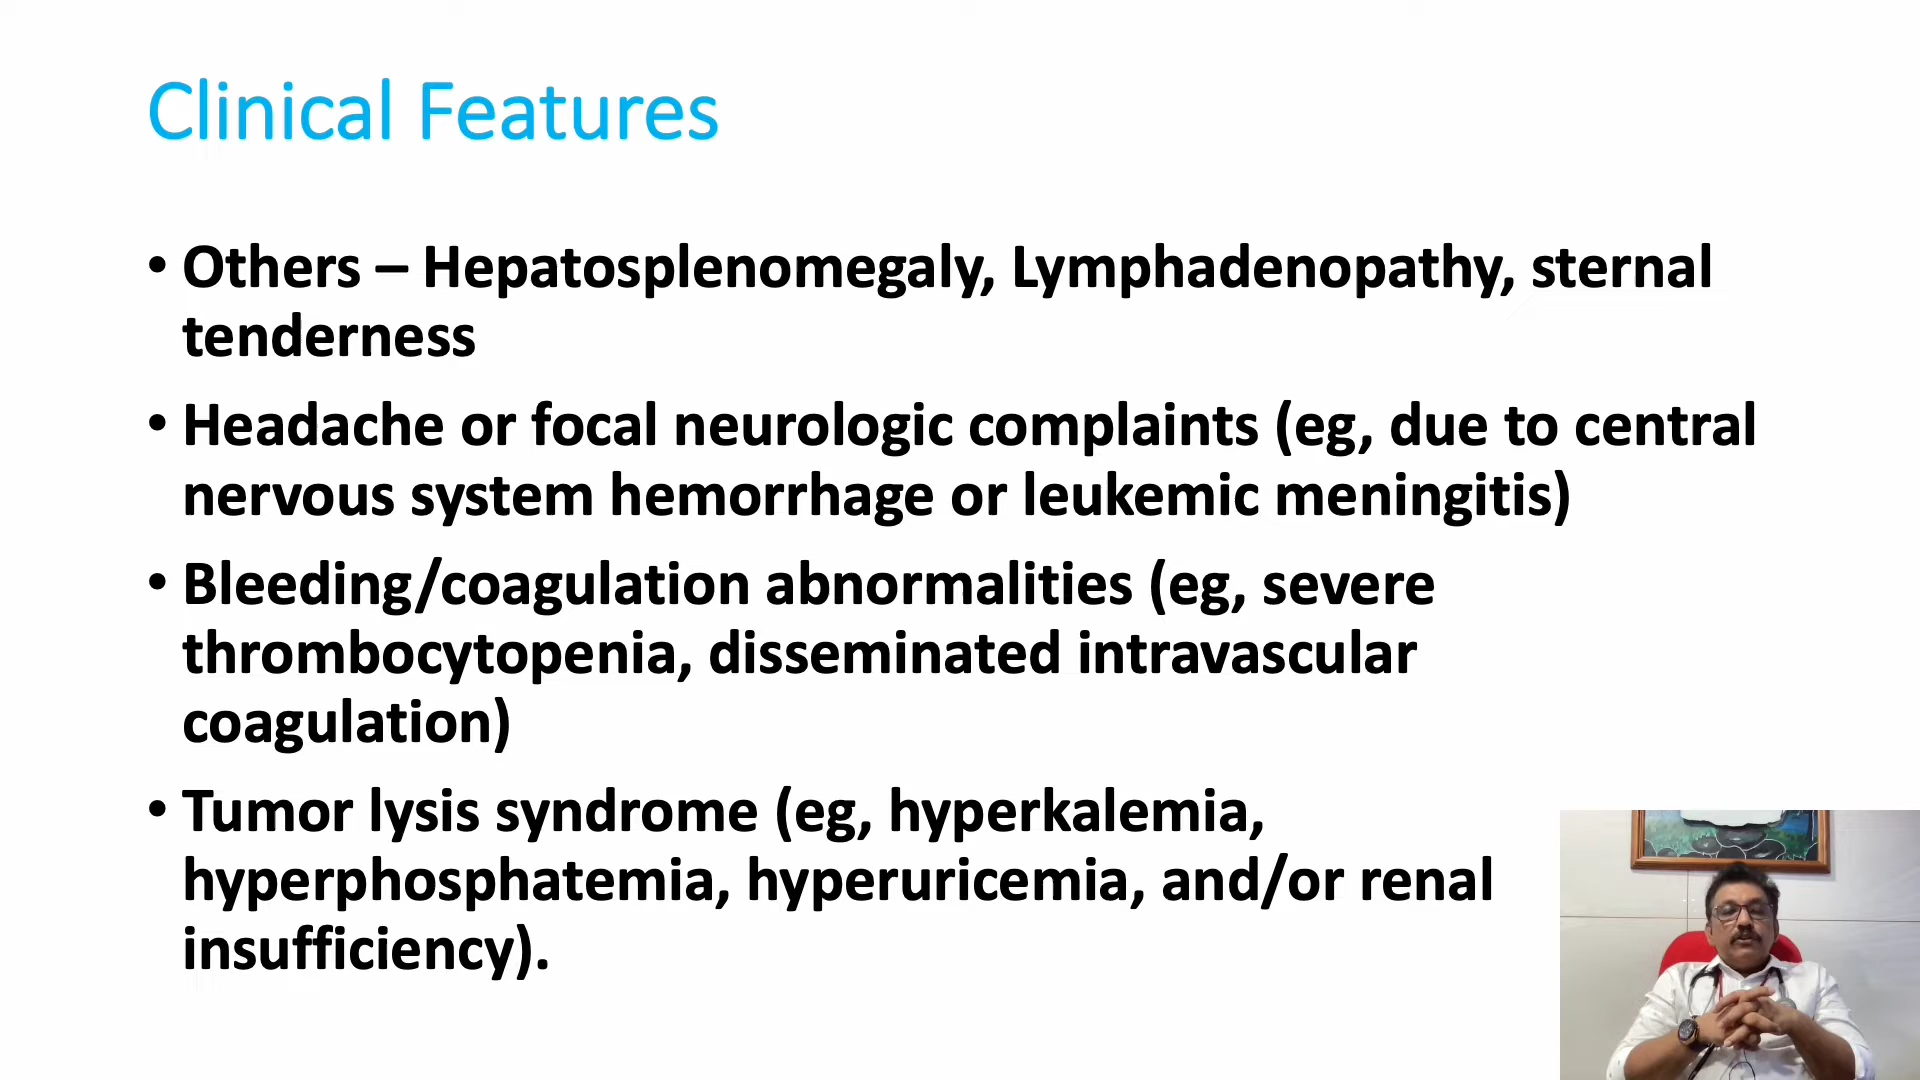 Clinical Features
• Others – Hepatosplenomegaly, Lymphadenopathy, sternal
tenderness
• Headache or focal neurologic complaints (eg, due to central
nervous system hemorrhage or leukemic meningitis)
• Bleeding/coagulation abnormalities (eg, severe
thrombocytopenia, disseminated intravascular
coagulation)
• Tumor lysis syndrome (eg, hyperkalemia,
hyperphosphatemia, hyperuricemia, and/or renal
insufficiency).